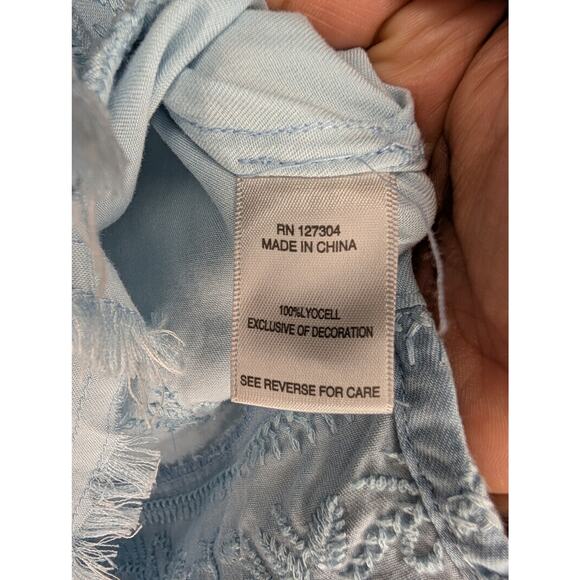 RN 127304
MADE IN CHINA
100%LYOCELL
EXCLUSIVE OF DECORATION
SEE REVERSE FOR CARE